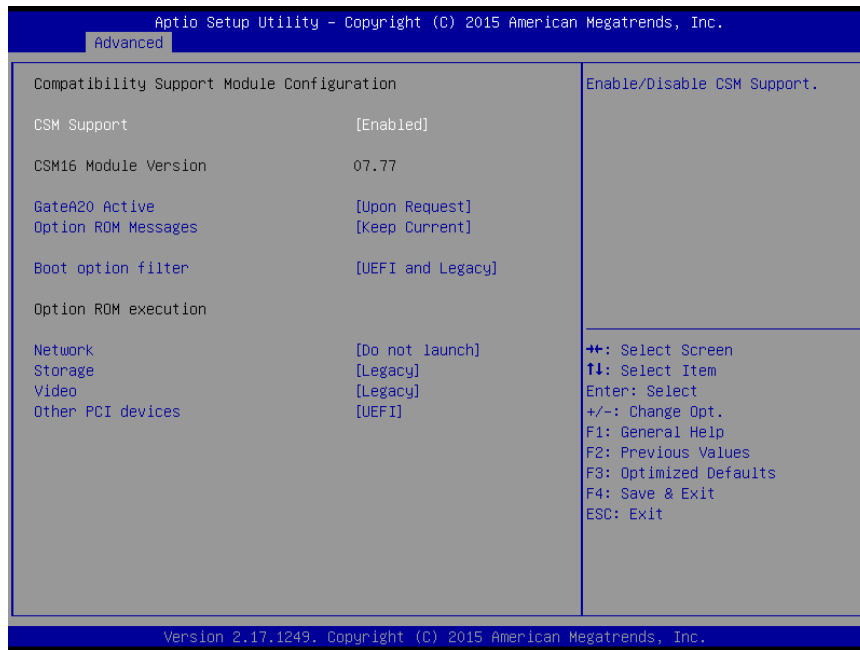 Aptio Setup Utility – Copyright (C) 2015 American Megatrends, Inc.
Advanced
Compatibility Support Module Configuration
CSM Support [Enabled]
CSM16 Module Version 07.77
GateA20 Active [Upon Request]
Option ROM Messages [Keep Current]
Boot option filter [UEFI and Legacy]
Option ROM execution
Network [Do not launch]
Storage [Legacy]
Video [Legacy]
Other PCI devices [UEFI]
Enable/Disable CSM Support.
→←: Select Screen
↑↓: Select Item
Enter: Select
+/-: Change Opt.
F1: General Help
F2: Previous Values
F3: Optimized Defaults
F4: Save & Exit
ESC: Exit
Version 2.17.1249. Copyright (C) 2015 American Megatrends, Inc.